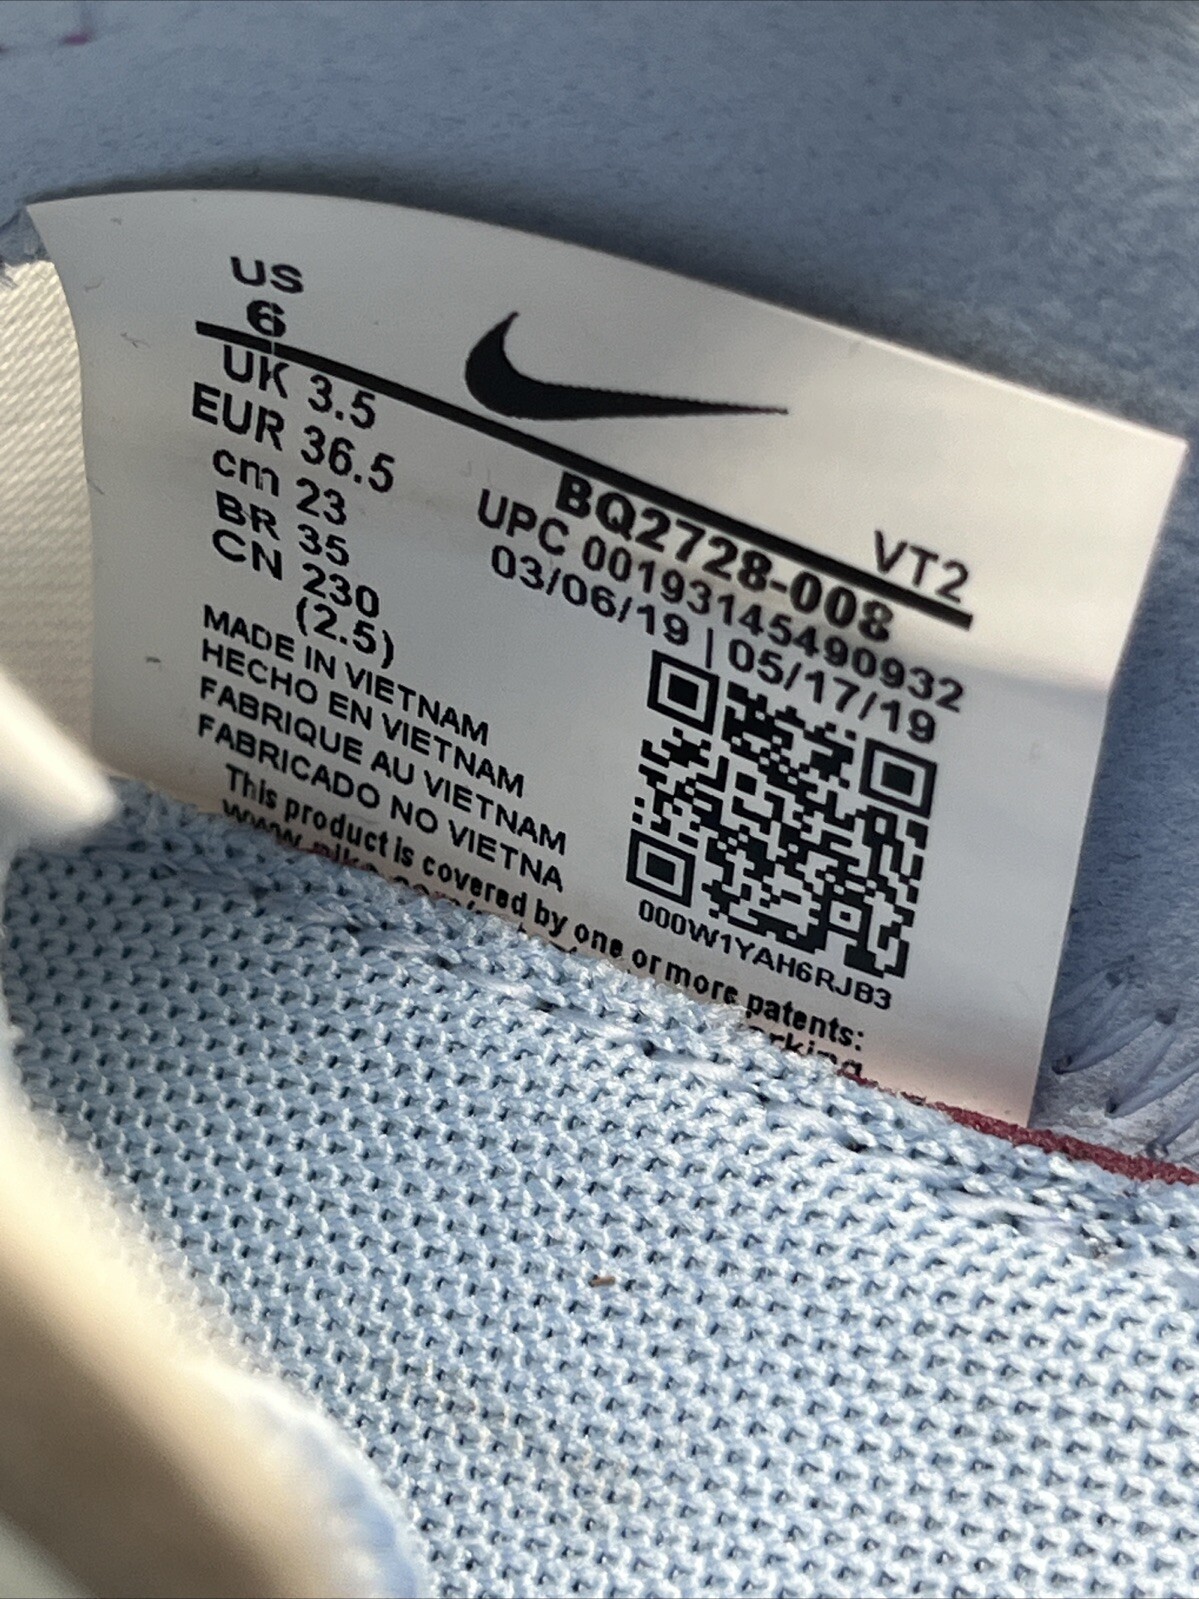 US
6
VT2
UK 3.5
EUR 36.5
cm 23
BR 35
CN 230
(2.5)
BQ2728-008
UPC 00193145490932
03/06/19 | 05/17/19
MADE IN VIETNAM
HECHO EN VIETNAM
FABRIQUE AU VIETNAM
FABRICADO NO VIETNA
000W1YAH6RJB3
This product is covered by one or more patents: